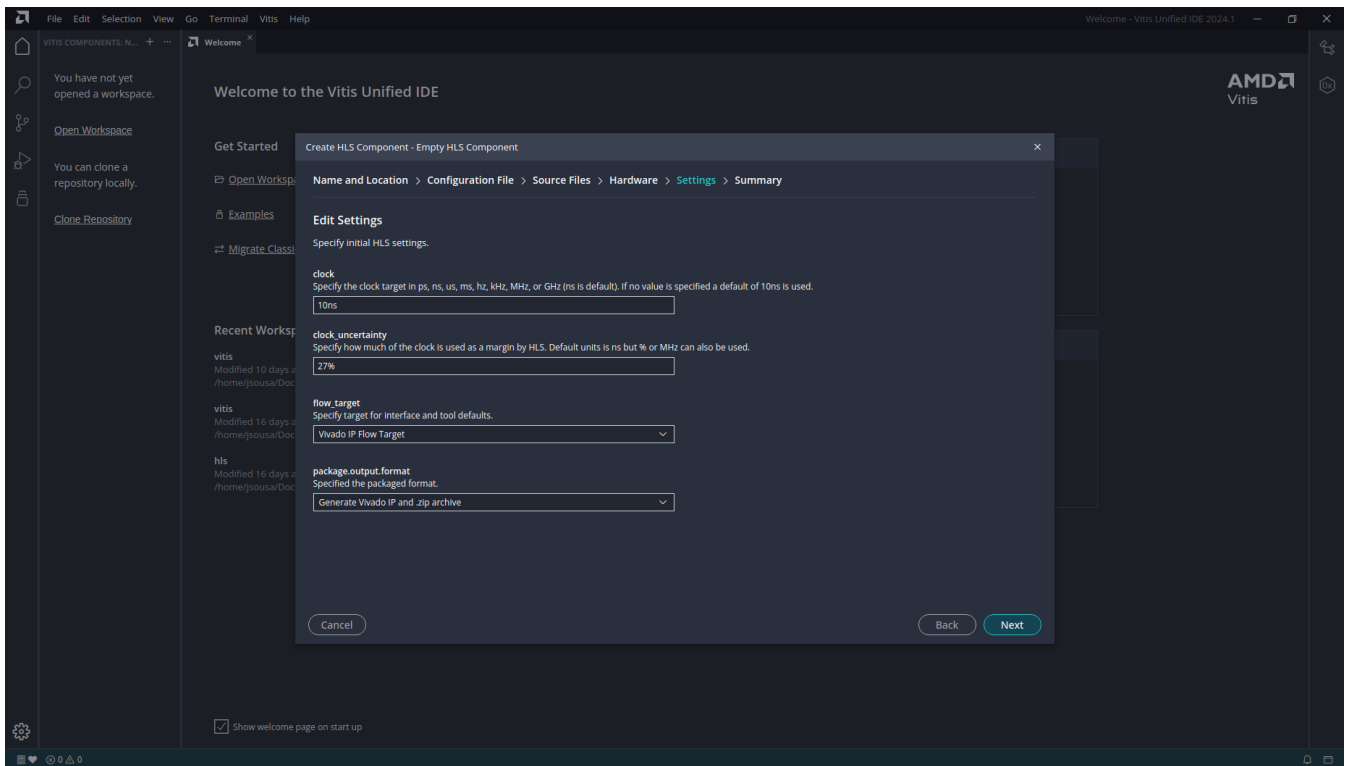 File Edit Selection View Go Terminal Vitis Help
Welcome - Vitis Unified IDE 2024.1
VITIS COMPONENTS: N...
Welcome
You have not yet
opened a workspace.
Open Workspace
You can clone a
repository locally.
Clone Repository
Welcome to the Vitis Unified IDE
AMD
Vitis
Get Started
Open Workspa
Examples
Migrate Classi
Recent Worksp
vitis
Modified 10 days a
/home/jsousa/Doc
vitis
Modified 16 days a
/home/jsousa/Doc
hls
Modified 16 days a
/home/jsousa/Doc
Create HLS Component - Empty HLS Component
Name and Location > Configuration File > Source Files > Hardware > Settings > Summary
Edit Settings
Specify initial HLS settings.
clock
Specify the clock target in ps, ns, us, ms, hz, kHz, MHz, or GHz (ns is default). If no value is specified a default of 10ns is used.
10ns
clock_uncertainty
Specify how much of the clock is used as a margin by HLS. Default units is ns but % or MHz can also be used.
27%
flow_target
Specify target for interface and tool defaults.
Vivado IP Flow Target
package.output.format
Specified the packaged format.
Generate Vivado IP and .zip archive
Cancel
Back
Next
Show welcome page on start up
0 0